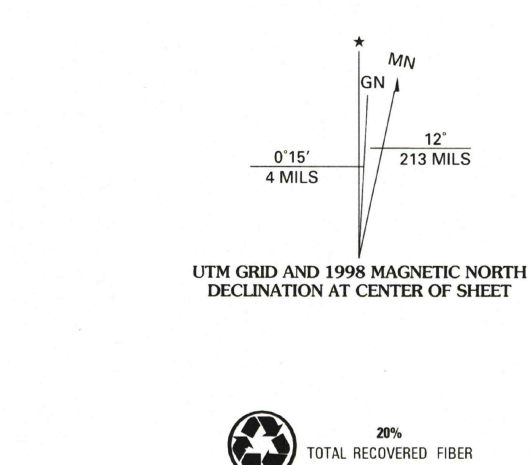 ★
MN
GN
12°
213 MILS
0°15′
4 MILS
UTM GRID AND 1998 MAGNETIC NORTH
DECLINATION AT CENTER OF SHEET
20%
TOTAL RECOVERED FIBER